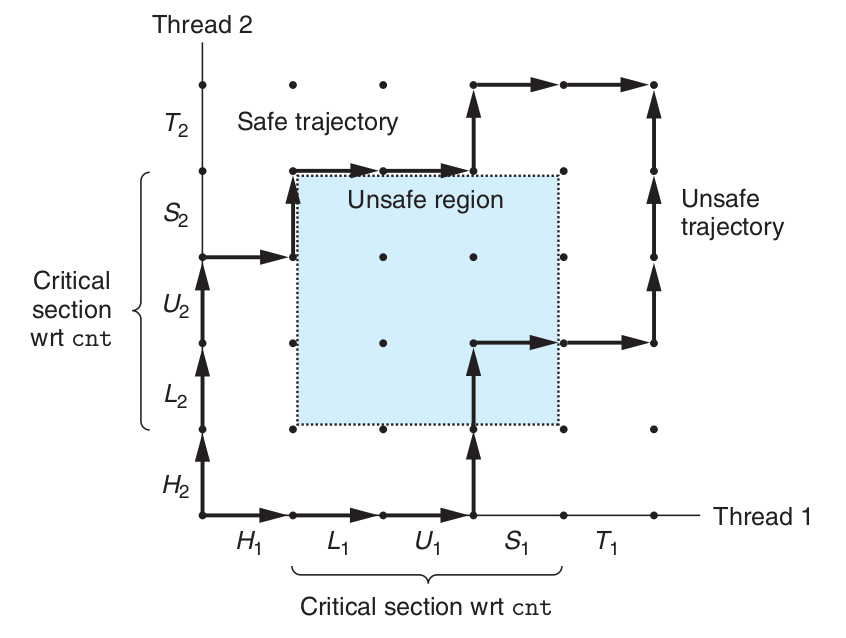 Thread 2
T2
Safe trajectory
S2
Unsafe region
Unsafe
trajectory
Critical
section
wrt cnt
U2
L2
H2
Thread 1
H1
L1
U1
S1
T1
Critical section wrt cnt